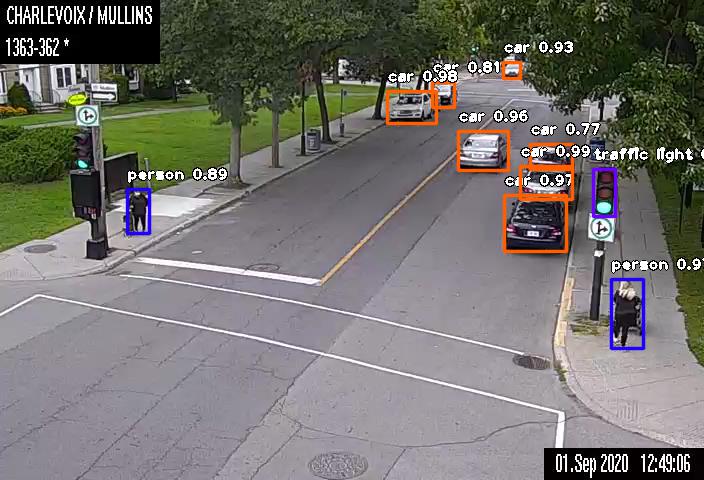 CHARLEVOIX / MULLINS
1363-362 *
car 0.93
car 0.81
car 0.98
car 0.96
car 0.77
car 0.99
traffic light
car 0.97
person 0.89
person 0.97
01.Sep 2020 12:49:06